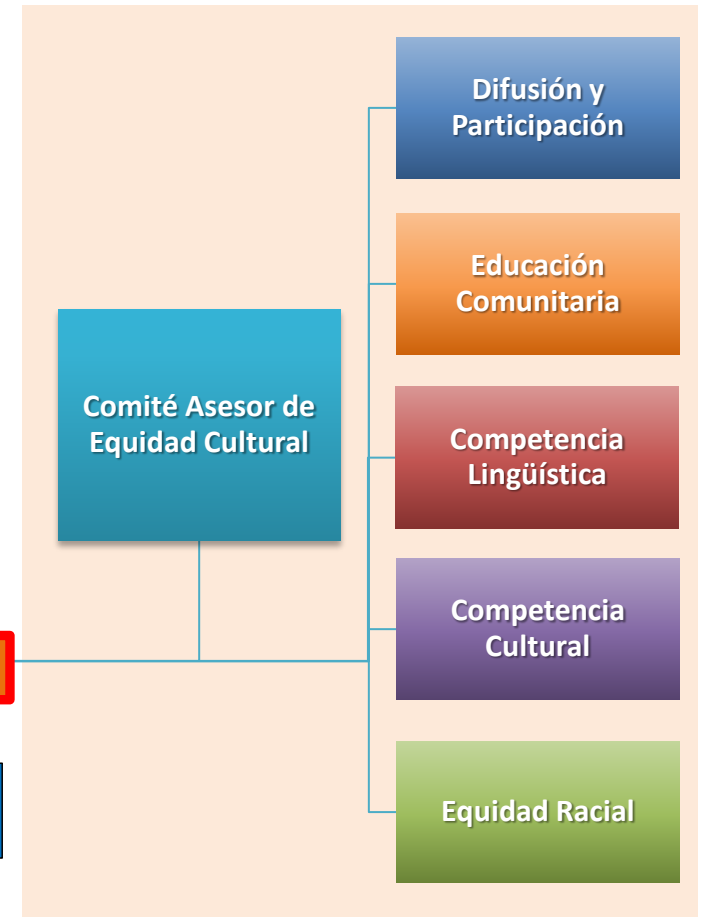 Difusión y
Participación
Educación
Comunitaria
Comité Asesor de
Equidad Cultural
Competencia
Lingüística
Competencia
Cultural
Equidad Racial